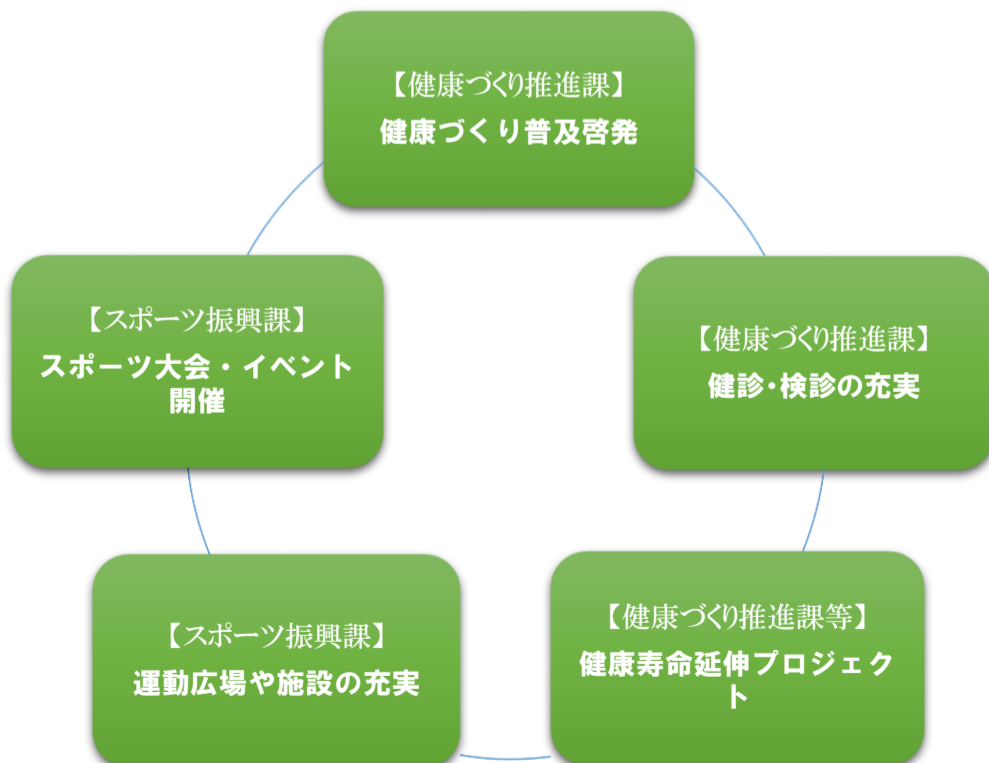 【健康づくり推進課】
健康づくり普及啓発
【スポーツ振興課】
スポーツ大会・イベント
開催
【健康づくり推進課】
健診・検診の充実
【スポーツ振興課】
運動広場や施設の充実
【健康づくり推進課等】
健康寿命延伸プロジェク
ト